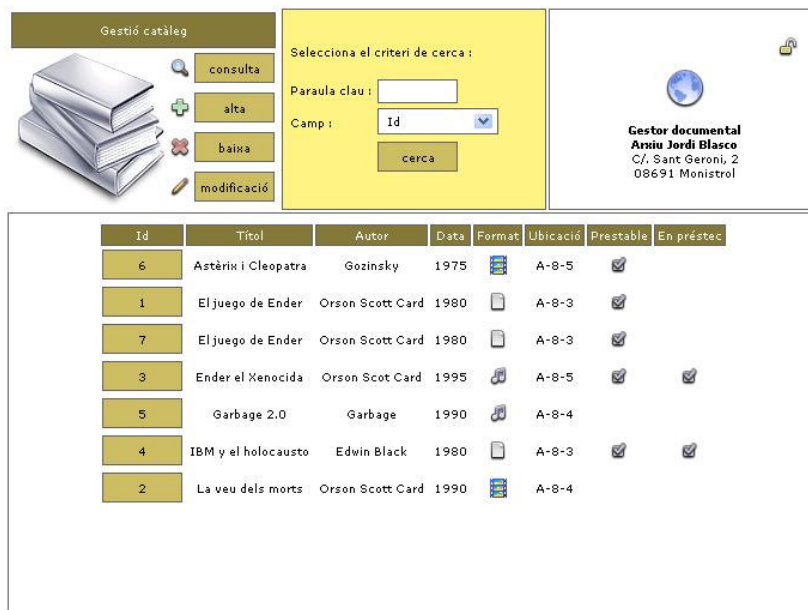 Gestió catàleg
consulta
alta
baixa
modificació
Selecciona el criteri de cerca :
Paraula clau :
Camp : Id
cerca
Gestor documental
Arxiu Jordi Blasco
C/. Sant Geroni, 2
08691 Monistrol
Id Títol Autor Data Format Ubicació Prestable En préstec
6 Astèrix i Cleopatra Gozinsky 1975 A-8-5
1 El juego de Ender Orson Scott Card 1980 A-8-3
7 El juego de Ender Orson Scott Card 1980 A-8-3
3 Ender el Xenocida Orson Scot Card 1995 A-8-5
5 Garbage 2.0 Garbage 1990 A-8-4
4 IBM y el holocausto Edwin Black 1980 A-8-3
2 La veu dels morts Orson Scott Card 1990 A-8-4